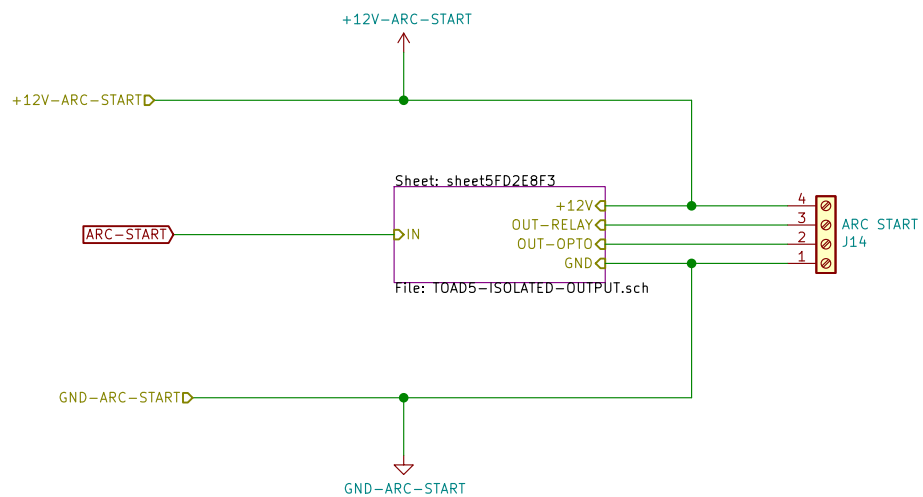 +12V-ARC-START
+12V-ARC-START
Sheet: sheet5FD2E8F3
+12V
4
OUT-RELAY
3
ARC START
ARC-START
IN
OUT-OPTO
2
J14
GND
1
File: TOAD5-ISOLATED-OUTPUT.sch
GND-ARC-START
GND-ARC-START